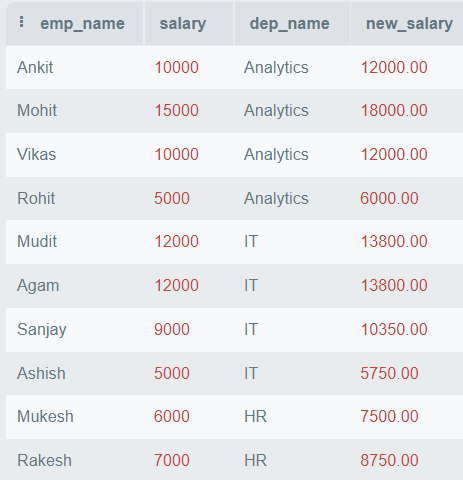 emp_name salary dep_name new_salary
Ankit 10000 Analytics 12000.00
Mohit 15000 Analytics 18000.00
Vikas 10000 Analytics 12000.00
Rohit 5000 Analytics 6000.00
Mudit 12000 IT 13800.00
Agam 12000 IT 13800.00
Sanjay 9000 IT 10350.00
Ashish 5000 IT 5750.00
Mukesh 6000 HR 7500.00
Rakesh 7000 HR 8750.00